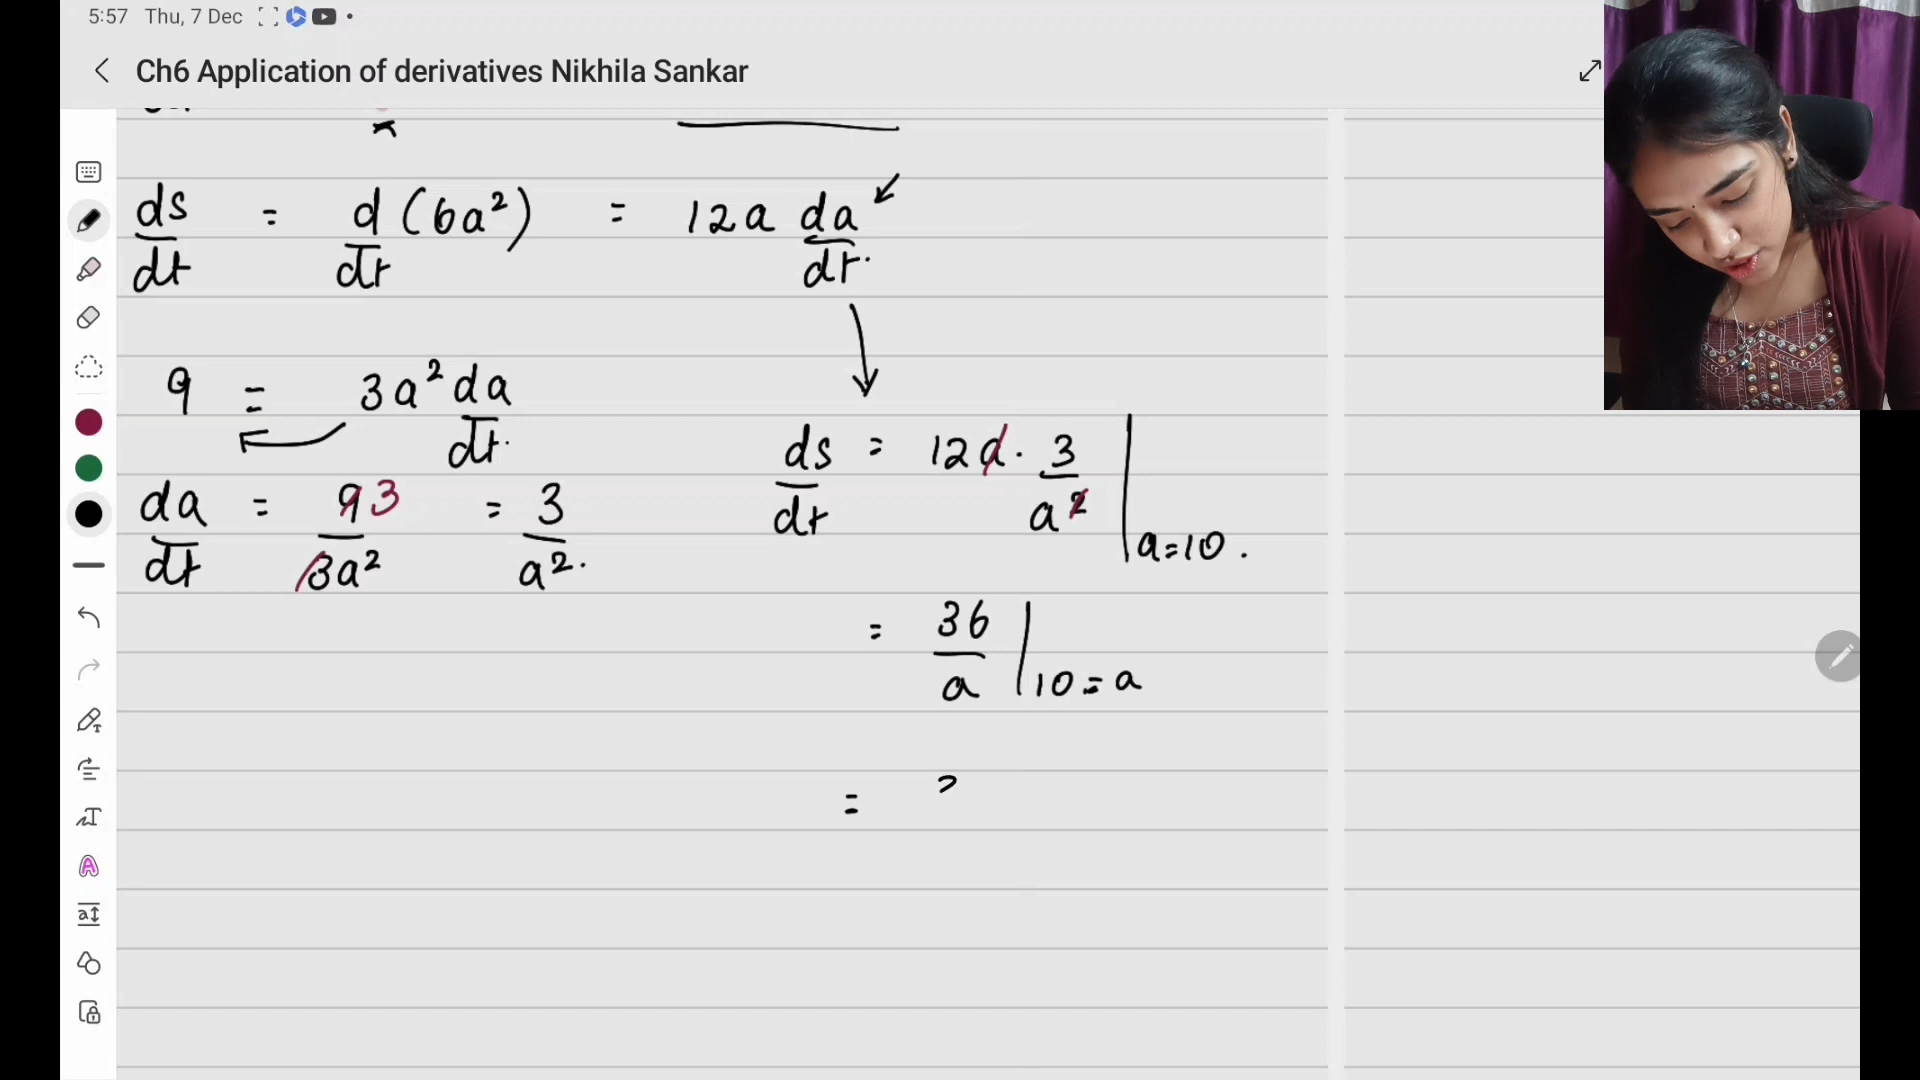 5:57 Thu, 7 Dec
Ch6 Application of derivatives Nikhila Sankar
ds/dt = d/dt (6a²) = 12a da/dt.
9 = 3a² da/dt.
da/dt = 9 3/3a² = 3/a².
ds/dt = 12a · 3/a² | a=10.
= 36/a | 10=a
=